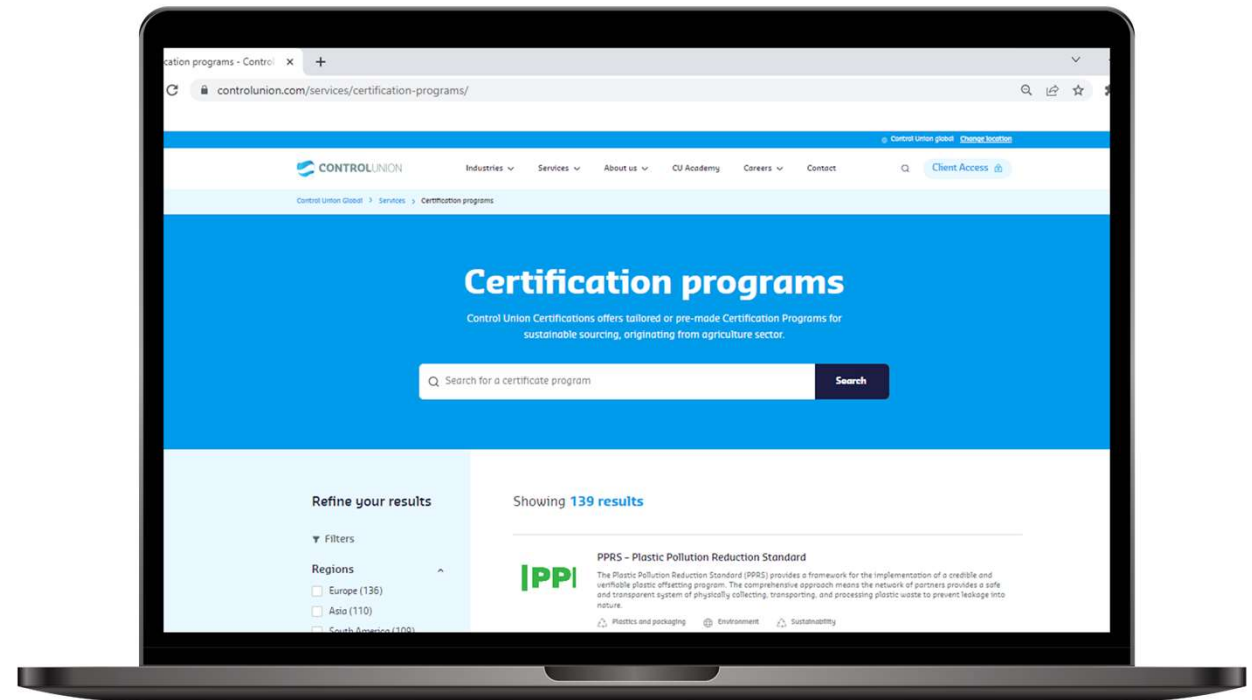 cation programs - Control
controlunion.com/services/certification-programs/
Control Union global Change location
CONTROLUNION
Industries Services About us CU Academy Careers Contact
Client Access
Control Union Global > Services > Certification programs
Certification programs
Control Union Certifications offers tailored or pre-made Certification Programs for
sustainable sourcing, originating from agriculture sector.
Search for a certificate program
Search
Refine your results
Filters
Regions
Europe (136)
Asia (110)
South America (109)
Showing 139 results
PP
PPRS - Plastic Pollution Reduction Standard
The Plastic Pollution Reduction Standard (PPRS) provides a framework for the implementation of a credible and
verifiable plastic offsetting program. The comprehensive approach means the network of partners provides a safe
and transparent system of physically collecting, transporting, and processing plastic waste to prevent leakage into
nature.
Plastics and packaging Environment Sustainability